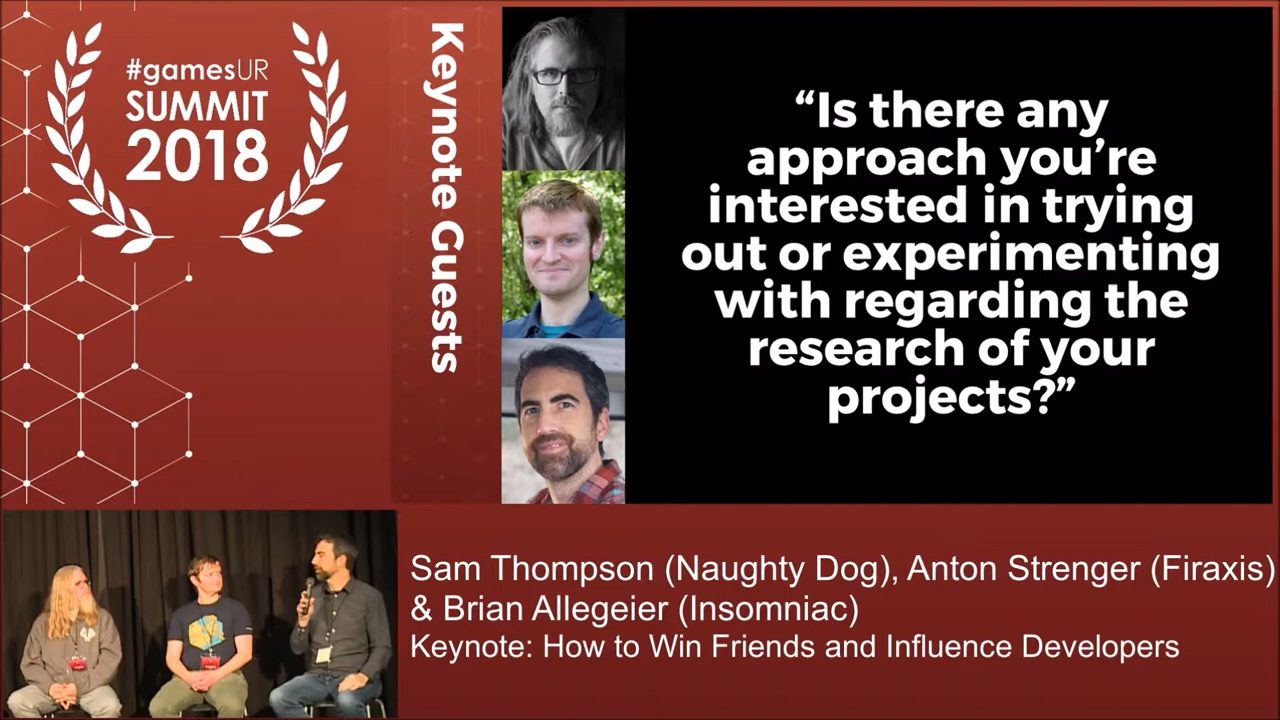 #gamesUR
SUMMIT
2018
Keynote Guests
“Is there any
approach you’re
interested in trying
out or experimenting
with regarding the
research of your
projects?”
Sam Thompson (Naughty Dog), Anton Strenger (Firaxis)
& Brian Allegeier (Insomniac)
Keynote: How to Win Friends and Influence Developers